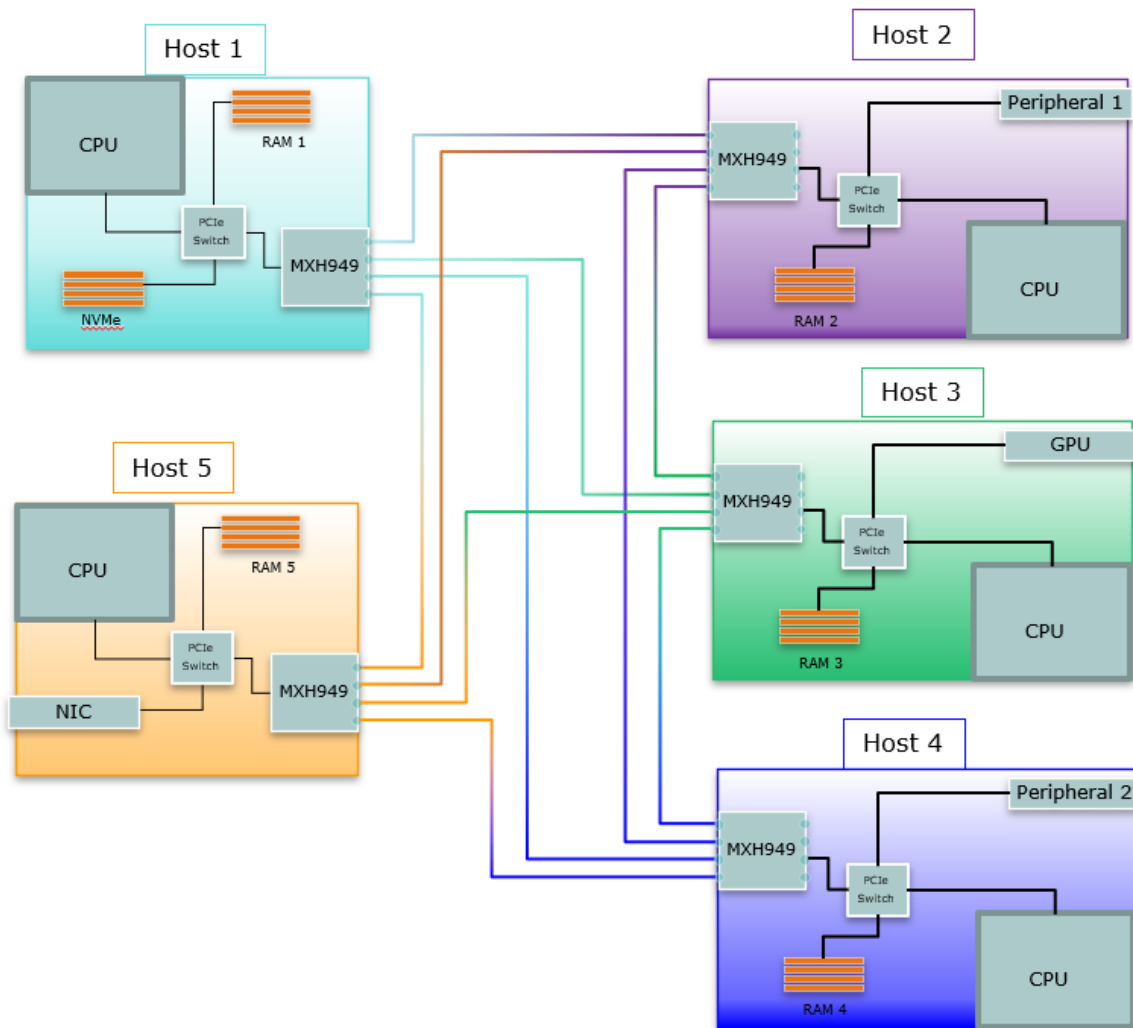 Host 1
CPU
RAM 1
PCIe
Switch
MXH949
NVMe
Host 2
MXH949
Peripheral 1
PCIe
Switch
RAM 2
CPU
Host 3
MXH949
GPU
PCIe
Switch
RAM 3
CPU
Host 5
CPU
RAM 5
PCIe
Switch
MXH949
NIC
Host 4
MXH949
Peripheral 2
PCIe
Switch
RAM 4
CPU